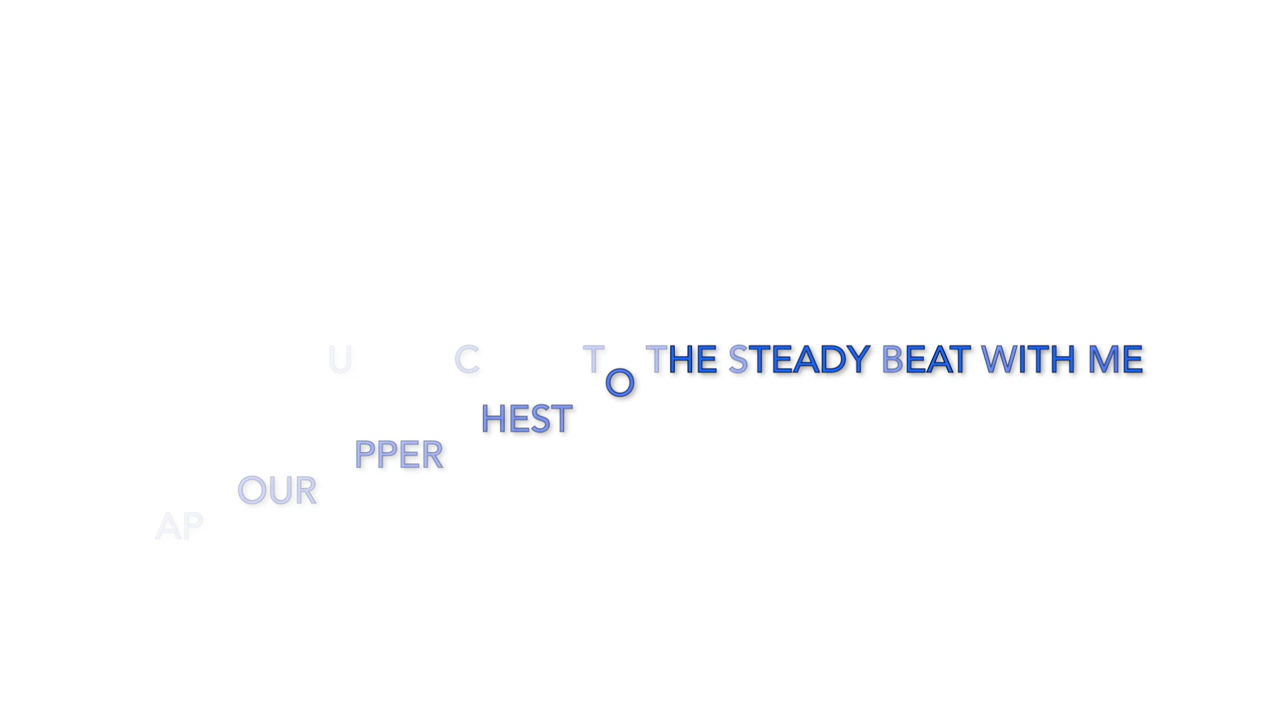 U C T THE STEADY BEAT WITH ME
O
HEST
PPER
OUR
AP